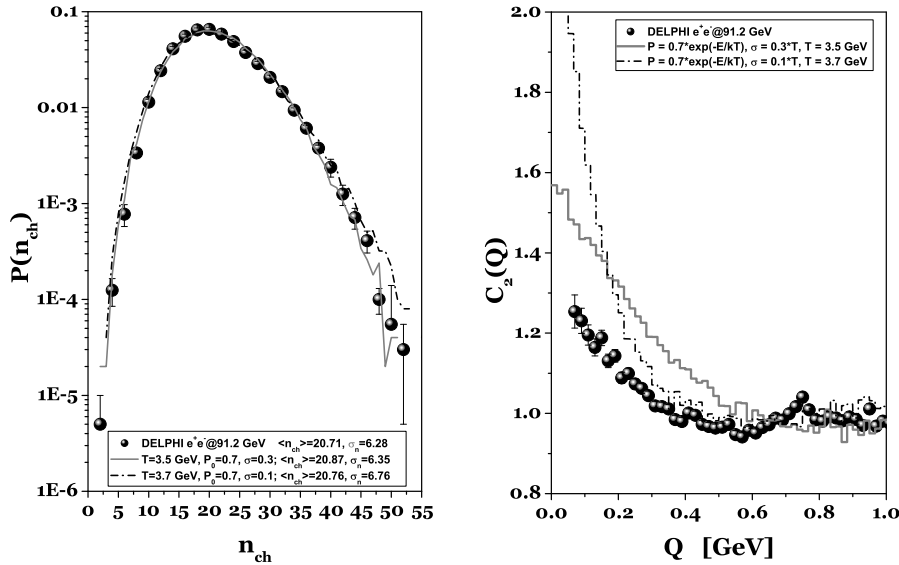 0.1
0.01
1E-3
1E-4
1E-5
1E-6
P(n_ch)
DELPHI e+e-@91.2 GeV <n_ch>=20.71, σ_n=6.28
T=3.5 GeV, P_0=0.7, σ=0.3; <n_ch>=20.87, σ_n=6.35
T=3.7 GeV, P_0=0.7, σ=0.1; <n_ch>=20.76, σ_n=6.76
0 5 10 15 20 25 30 35 40 45 50 55
n_ch
2.0
1.8
1.6
1.4
1.2
1.0
0.8
C_2(Q)
DELPHI e+e-@91.2 GeV
P = 0.7*exp(-E/kT), σ = 0.3*T, T = 3.5 GeV
P = 0.7*exp(-E/kT), σ = 0.1*T, T = 3.7 GeV
0.0 0.2 0.4 0.6 0.8 1.0
Q [GeV]